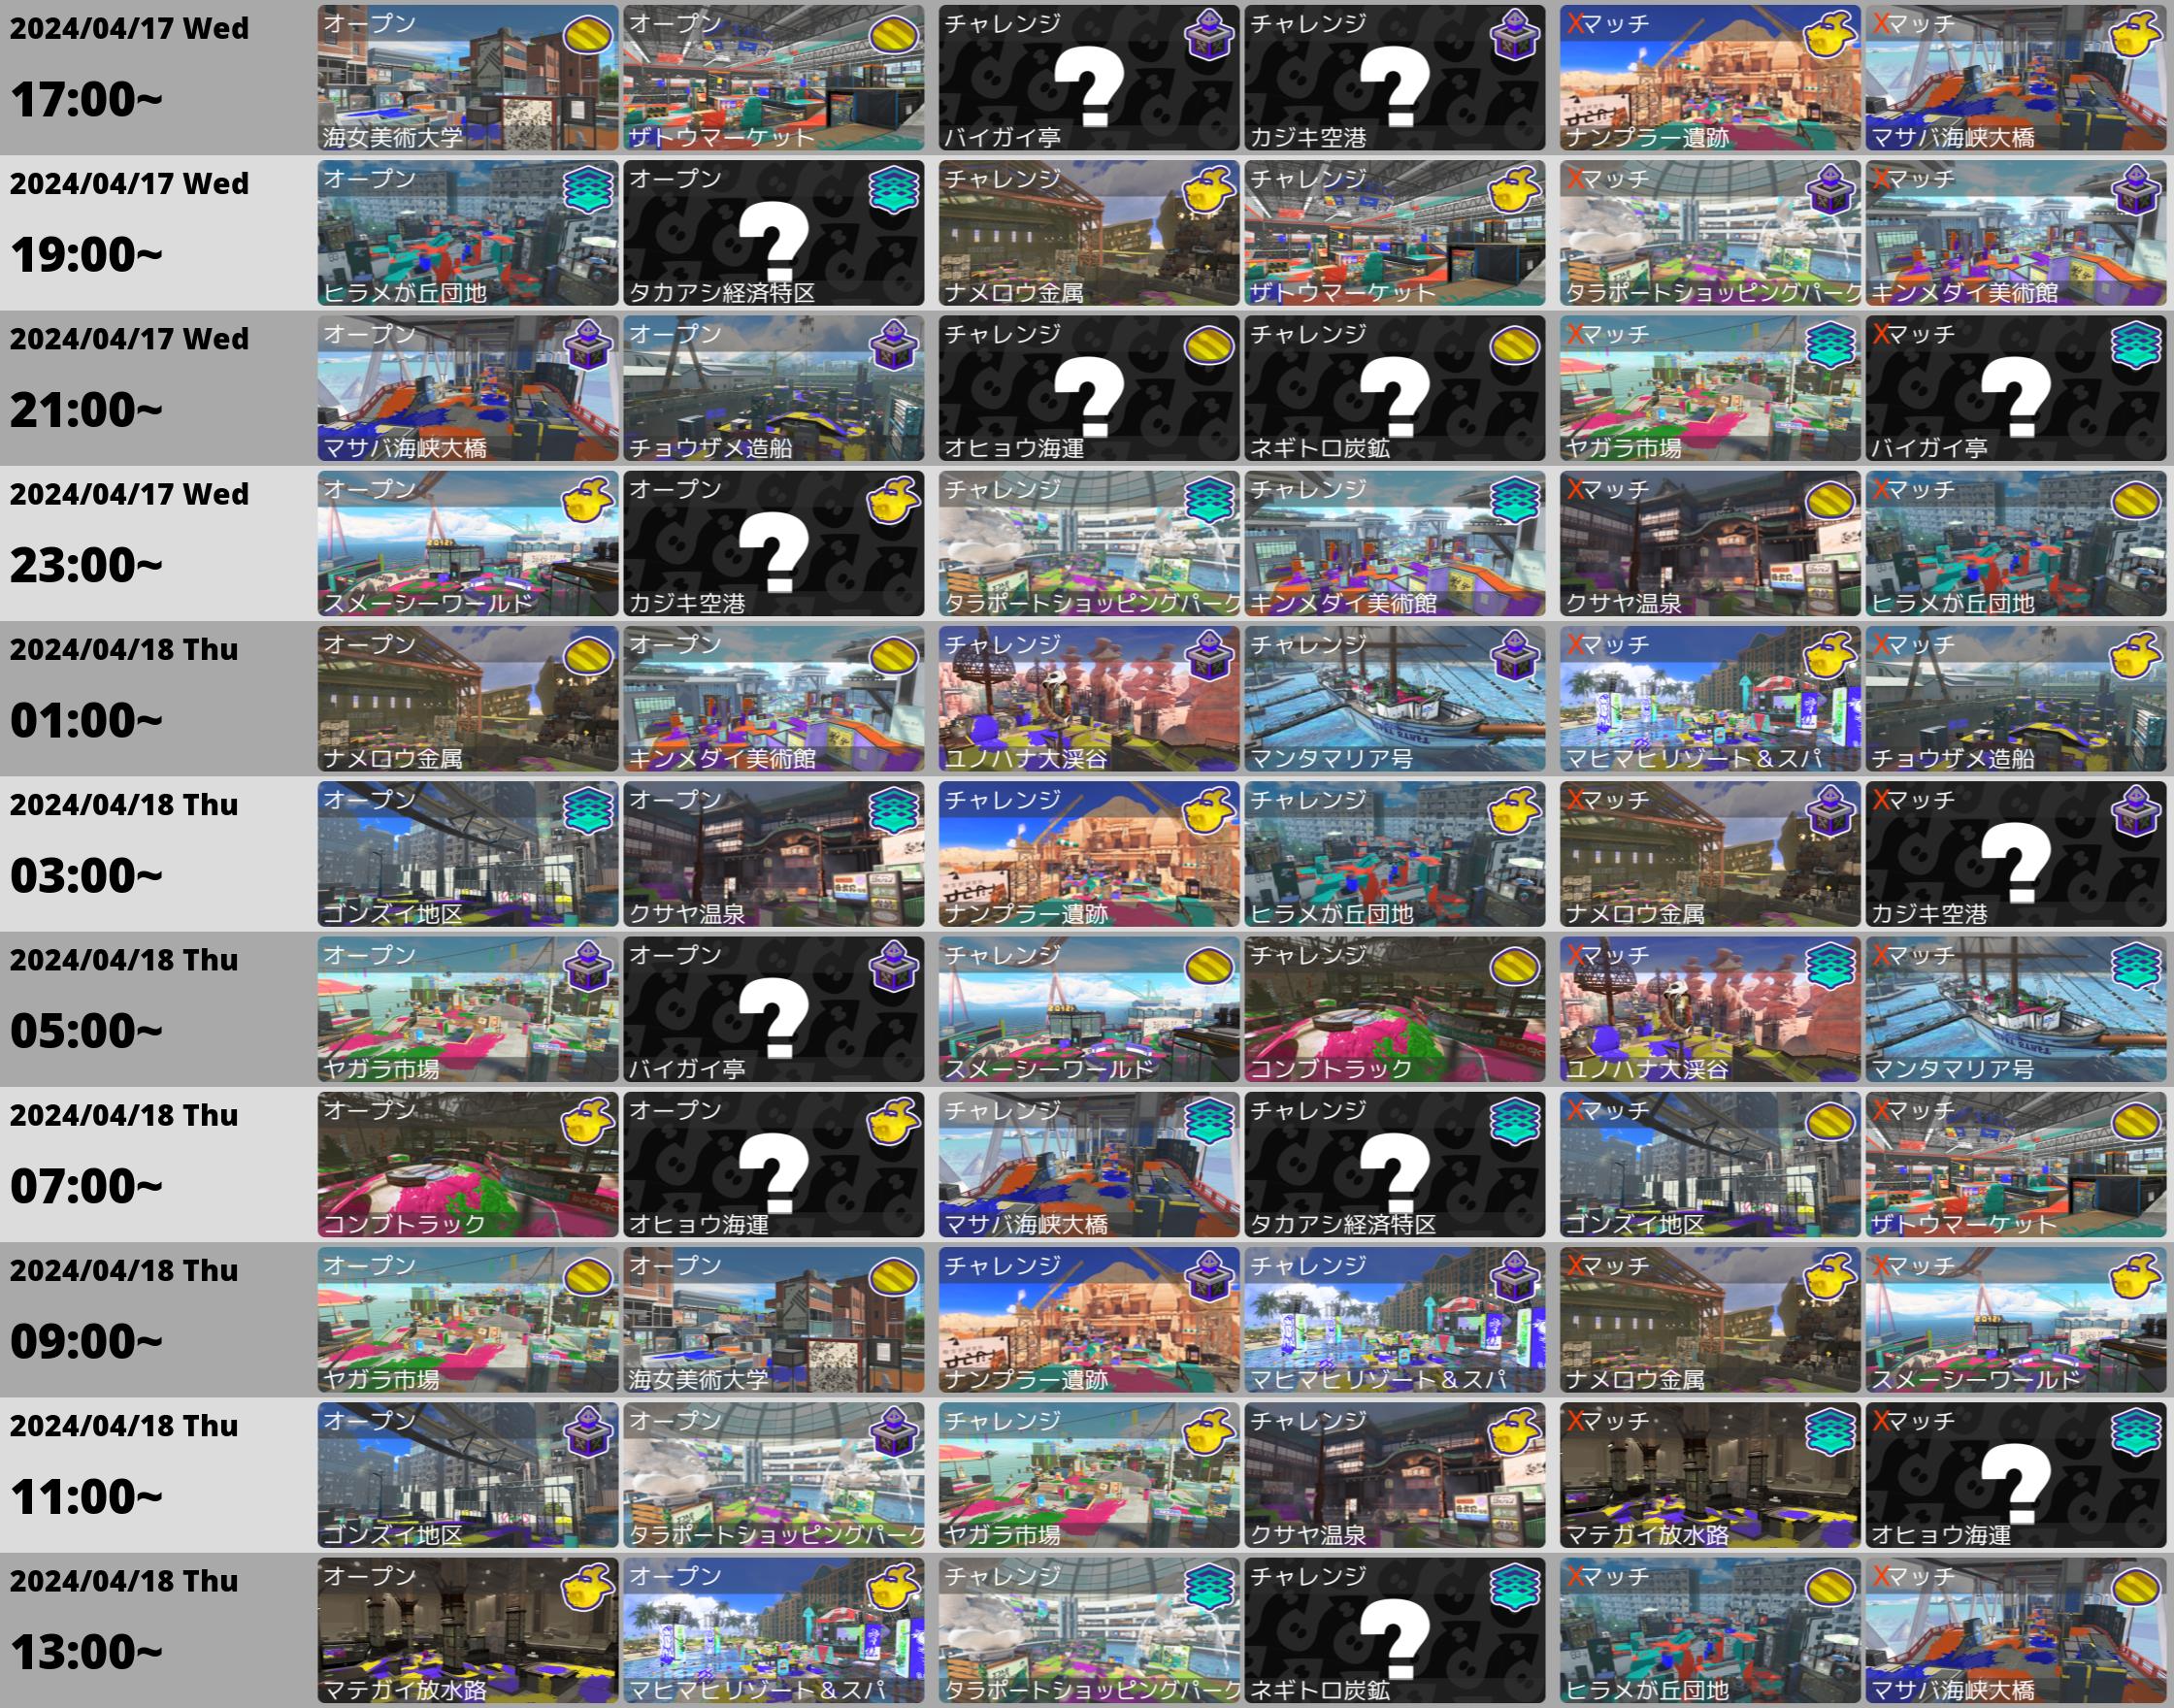 2024/04/17 Wed
17:00~
オープン
海女美術大学
オープン
ザトウマーケット
チャレンジ
バイガイ亭
チャレンジ
カジキ空港
Xマッチ
ナンプラー遺跡
Xマッチ
マサバ海峡大橋
2024/04/17 Wed
19:00~
オープン
ヒラメが丘団地
オープン
タカアシ経済特区
チャレンジ
ナメロウ金属
チャレンジ
ザトウマーケット
Xマッチ
タラポートショッピングパーク
Xマッチ
キンメダイ美術館
2024/04/17 Wed
21:00~
オープン
マサバ海峡大橋
オープン
チョウザメ造船
チャレンジ
オヒョウ海運
チャレンジ
ネギトロ炭鉱
Xマッチ
ヤガラ市場
Xマッチ
バイガイ亭
2024/04/17 Wed
23:00~
オープン
スメーシーワールド
オープン
カジキ空港
チャレンジ
タラポートショッピングパーク
チャレンジ
キンメダイ美術館
Xマッチ
クサヤ温泉
Xマッチ
ヒラメが丘団地
2024/04/18 Thu
01:00~
オープン
ナメロウ金属
オープン
キンメダイ美術館
チャレンジ
ユノハナ大渓谷
チャレンジ
マンタマリア号
Xマッチ
マヒマヒリゾート＆スパ
Xマッチ
チョウザメ造船
2024/04/18 Thu
03:00~
オープン
ゴンズイ地区
オープン
クサヤ温泉
チャレンジ
ナンプラー遺跡
チャレンジ
ヒラメが丘団地
Xマッチ
ナメロウ金属
Xマッチ
カジキ空港
2024/04/18 Thu
05:00~
オープン
ヤガラ市場
オープン
バイガイ亭
チャレンジ
スメーシーワールド
チャレンジ
コンブトラック
Xマッチ
ユノハナ大渓谷
Xマッチ
マンタマリア号
2024/04/18 Thu
07:00~
オープン
コンブトラック
オープン
オヒョウ海運
チャレンジ
マサバ海峡大橋
チャレンジ
タカアシ経済特区
Xマッチ
ゴンズイ地区
Xマッチ
ザトウマーケット
2024/04/18 Thu
09:00~
オープン
ヤガラ市場
オープン
海女美術大学
チャレンジ
ナンプラー遺跡
チャレンジ
マヒマヒリゾート＆スパ
Xマッチ
ナメロウ金属
Xマッチ
スメーシーワールド
2024/04/18 Thu
11:00~
オープン
ゴンズイ地区
オープン
タラポートショッピングパーク
チャレンジ
ヤガラ市場
チャレンジ
クサヤ温泉
Xマッチ
マテガイ放水路
Xマッチ
オヒョウ海運
2024/04/18 Thu
13:00~
オープン
マテガイ放水路
オープン
マヒマヒリゾート＆スパ
チャレンジ
タラポートショッピングパーク
チャレンジ
ネギトロ炭鉱
Xマッチ
ヒラメが丘団地
Xマッチ
マサバ海峡大橋